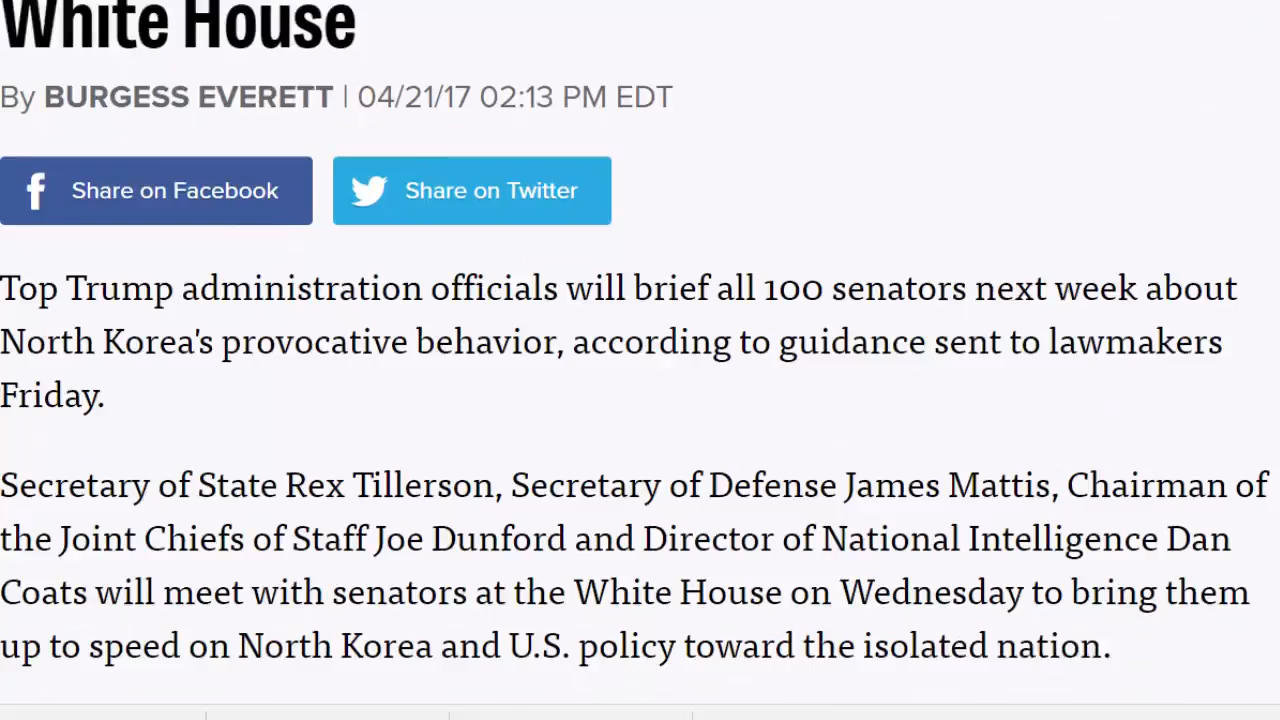 White House
By BURGESS EVERETT | 04/21/17 02:13 PM EDT
Share on Facebook
Share on Twitter
Top Trump administration officials will brief all 100 senators next week about
North Korea's provocative behavior, according to guidance sent to lawmakers
Friday.
Secretary of State Rex Tillerson, Secretary of Defense James Mattis, Chairman of
the Joint Chiefs of Staff Joe Dunford and Director of National Intelligence Dan
Coats will meet with senators at the White House on Wednesday to bring them
up to speed on North Korea and U.S. policy toward the isolated nation.